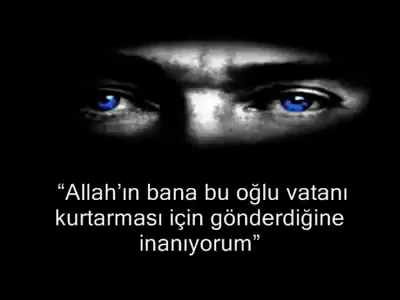 “Allah’ın bana bu oğlu vatanı
kurtarması için gönderdiğine
inanıyorum”